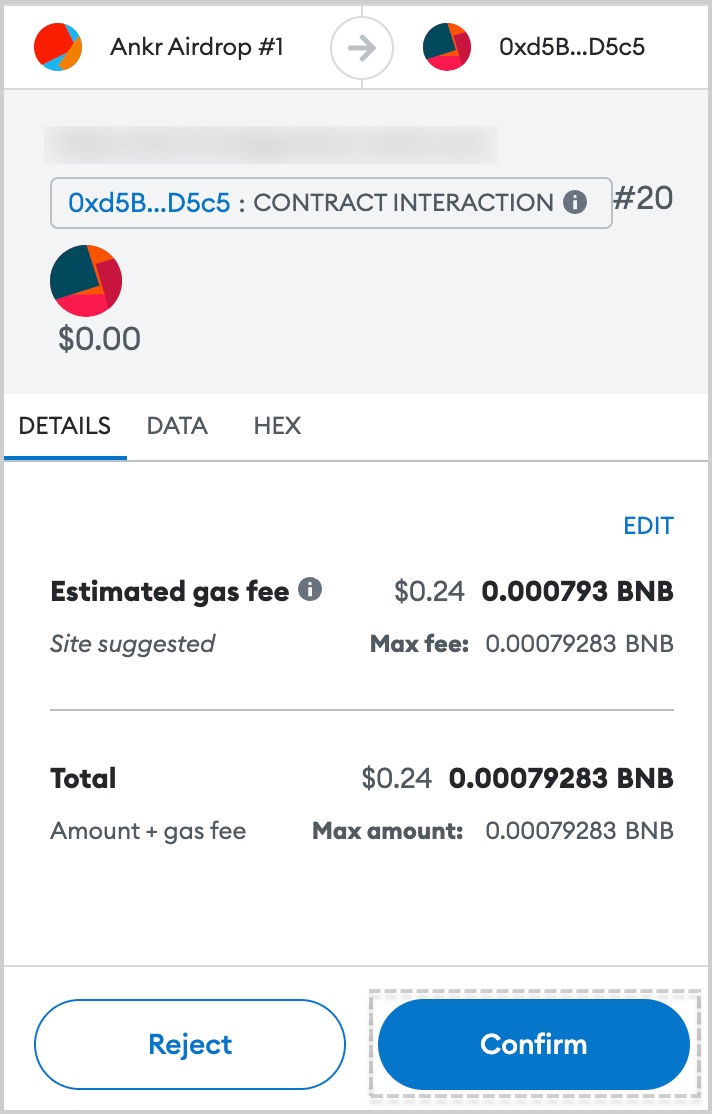 Ankr Airdrop #1
0xd5B...D5c5
0xd5B...D5c5 : CONTRACT INTERACTION
#20
$0.00
DETAILS DATA HEX
EDIT
Estimated gas fee $0.24 0.000793 BNB
Site suggested Max fee: 0.00079283 BNB
Total $0.24 0.00079283 BNB
Amount + gas fee Max amount: 0.00079283 BNB
Reject Confirm